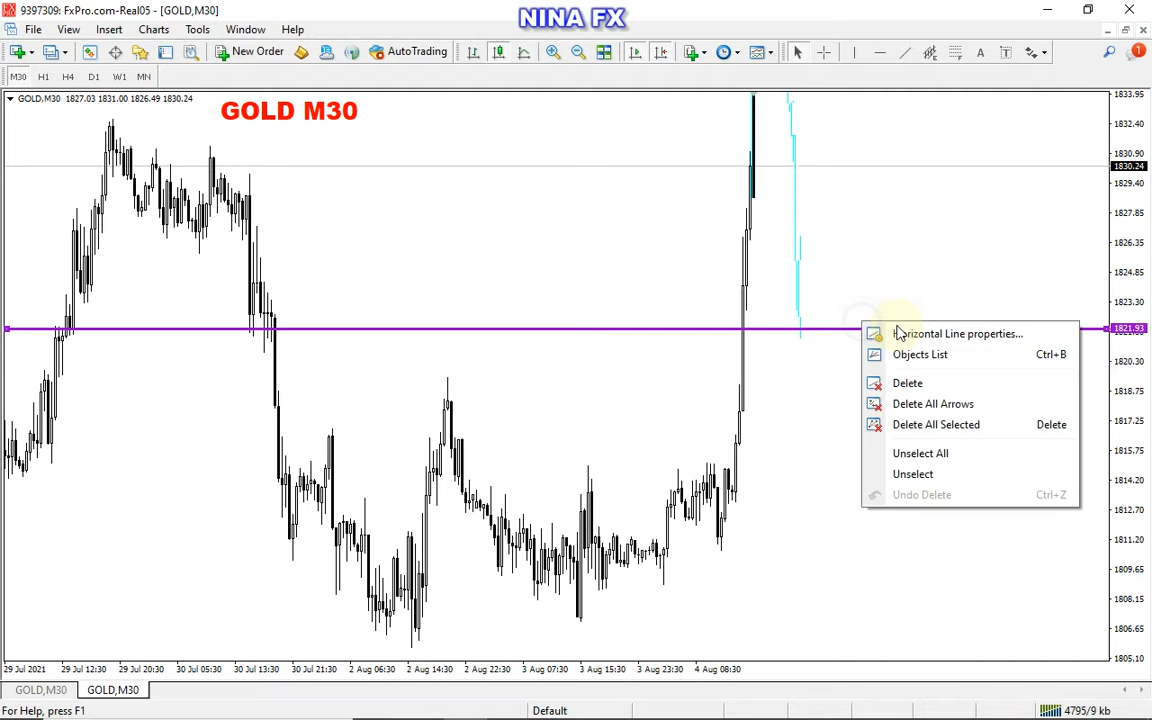 9397309: FxPro.com-Real05 - [GOLD,M30]
NINA FX
File View Insert Charts Tools Window Help
New Order AutoTrading
A T 1
M30 H1 H4 D1 W1 MN
GOLD,M30 1827.03 1831.00 1826.49 1830.24
GOLD M30
1833.95
1832.40
1830.90
1830.24
1829.40
1827.85
1826.35
1824.85
1823.30
1821.93
1820.30
1818.75
1817.25
1815.75
1814.20
1812.70
1811.20
1809.65
1808.15
1806.65
1805.10
Horizontal Line properties...
Objects List Ctrl+B
Delete
Delete All Arrows
Delete All Selected Delete
Unselect All
Unselect
Undo Delete Ctrl+Z
29 Jul 2021 29 Jul 12:30 29 Jul 20:30 30 Jul 05:30 30 Jul 13:30 30 Jul 21:30 2 Aug 06:30 2 Aug 14:30 2 Aug 22:30 3 Aug 07:30 3 Aug 15:30 3 Aug 23:30 4 Aug 08:30
GOLD,M30 GOLD,M30
For Help, press F1 Default 4795/9 kb